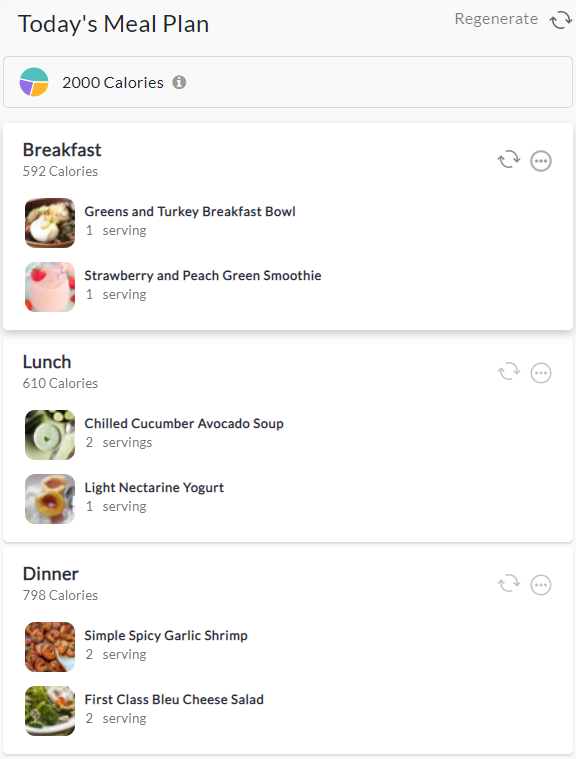 Today's Meal Plan
Regenerate
2000 Calories
Breakfast
592 Calories
Greens and Turkey Breakfast Bowl
1 serving
Strawberry and Peach Green Smoothie
1 serving
Lunch
610 Calories
Chilled Cucumber Avocado Soup
2 servings
Light Nectarine Yogurt
1 serving
Dinner
798 Calories
Simple Spicy Garlic Shrimp
2 serving
First Class Bleu Cheese Salad
2 serving